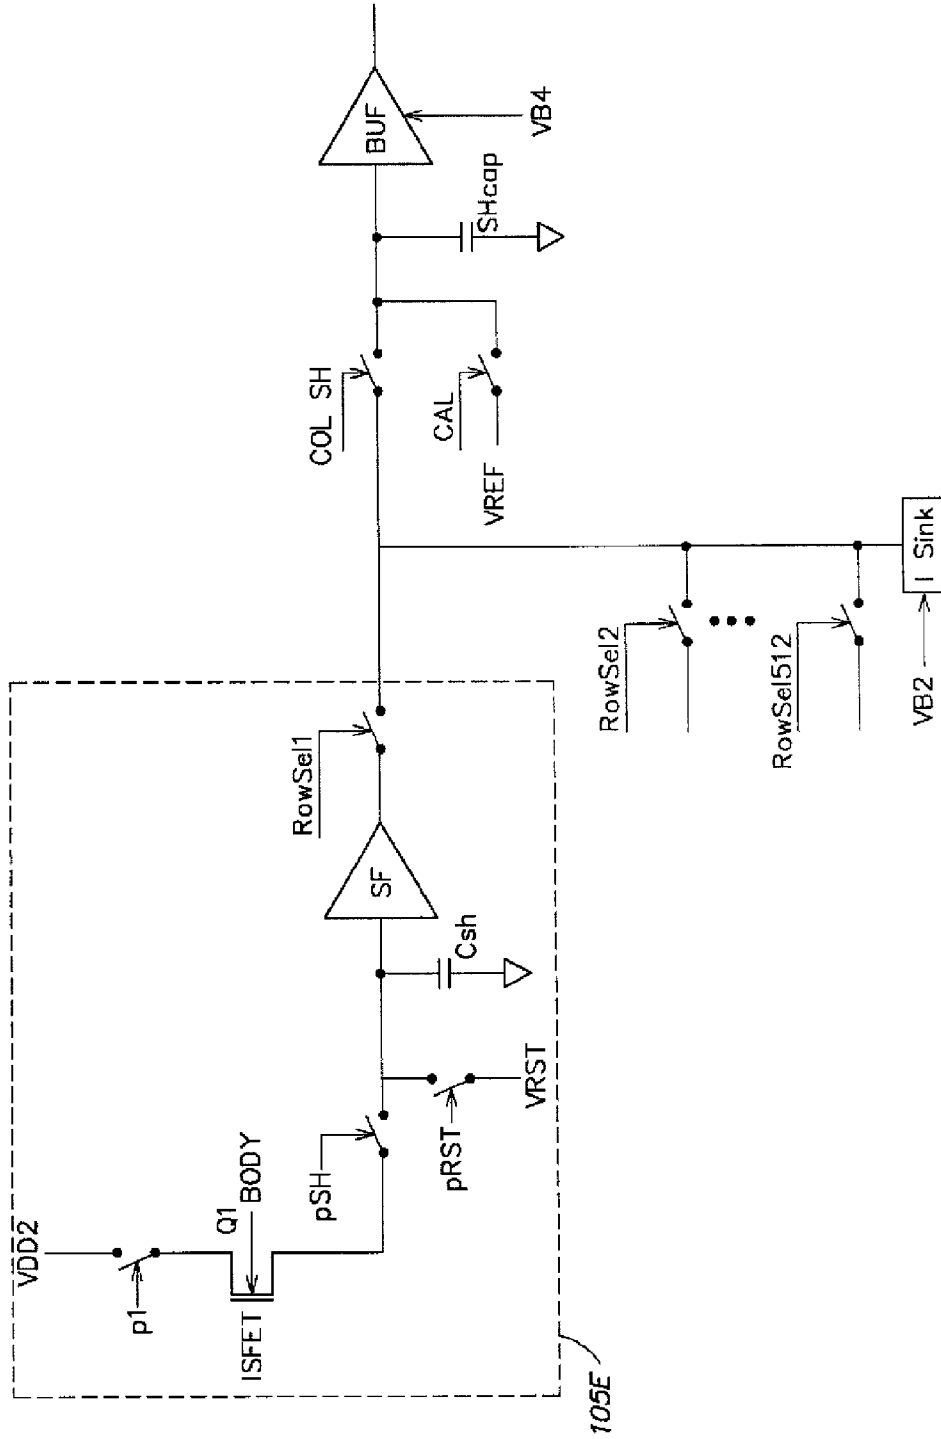 VDD2
p1
ISFET
Q1
BODY
pSH
pRST
VRST
Csh
SF
RowSel1
105E
RowSel2
RowSel512
VB2
I Sink
COL SH
CAL
VREF
SHcap
BUF
VB4